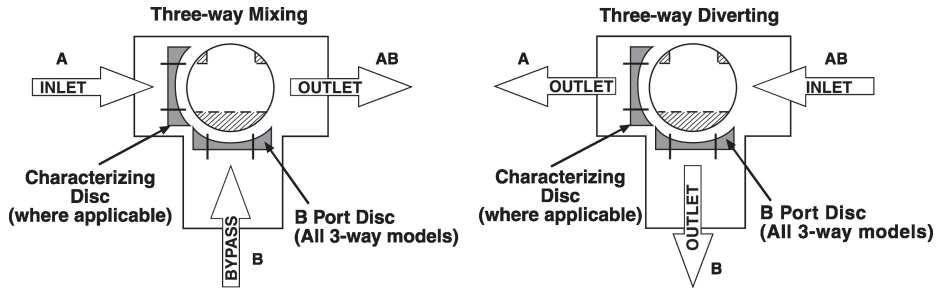 Three-way Mixing
A
INLET
AB
OUTLET
Characterizing
Disc
(where applicable)
BYPASS
B
B Port Disc
(All 3-way models)
Three-way Diverting
A
OUTLET
AB
INLET
Characterizing
Disc
(where applicable)
OUTLET
B
B Port Disc
(All 3-way models)